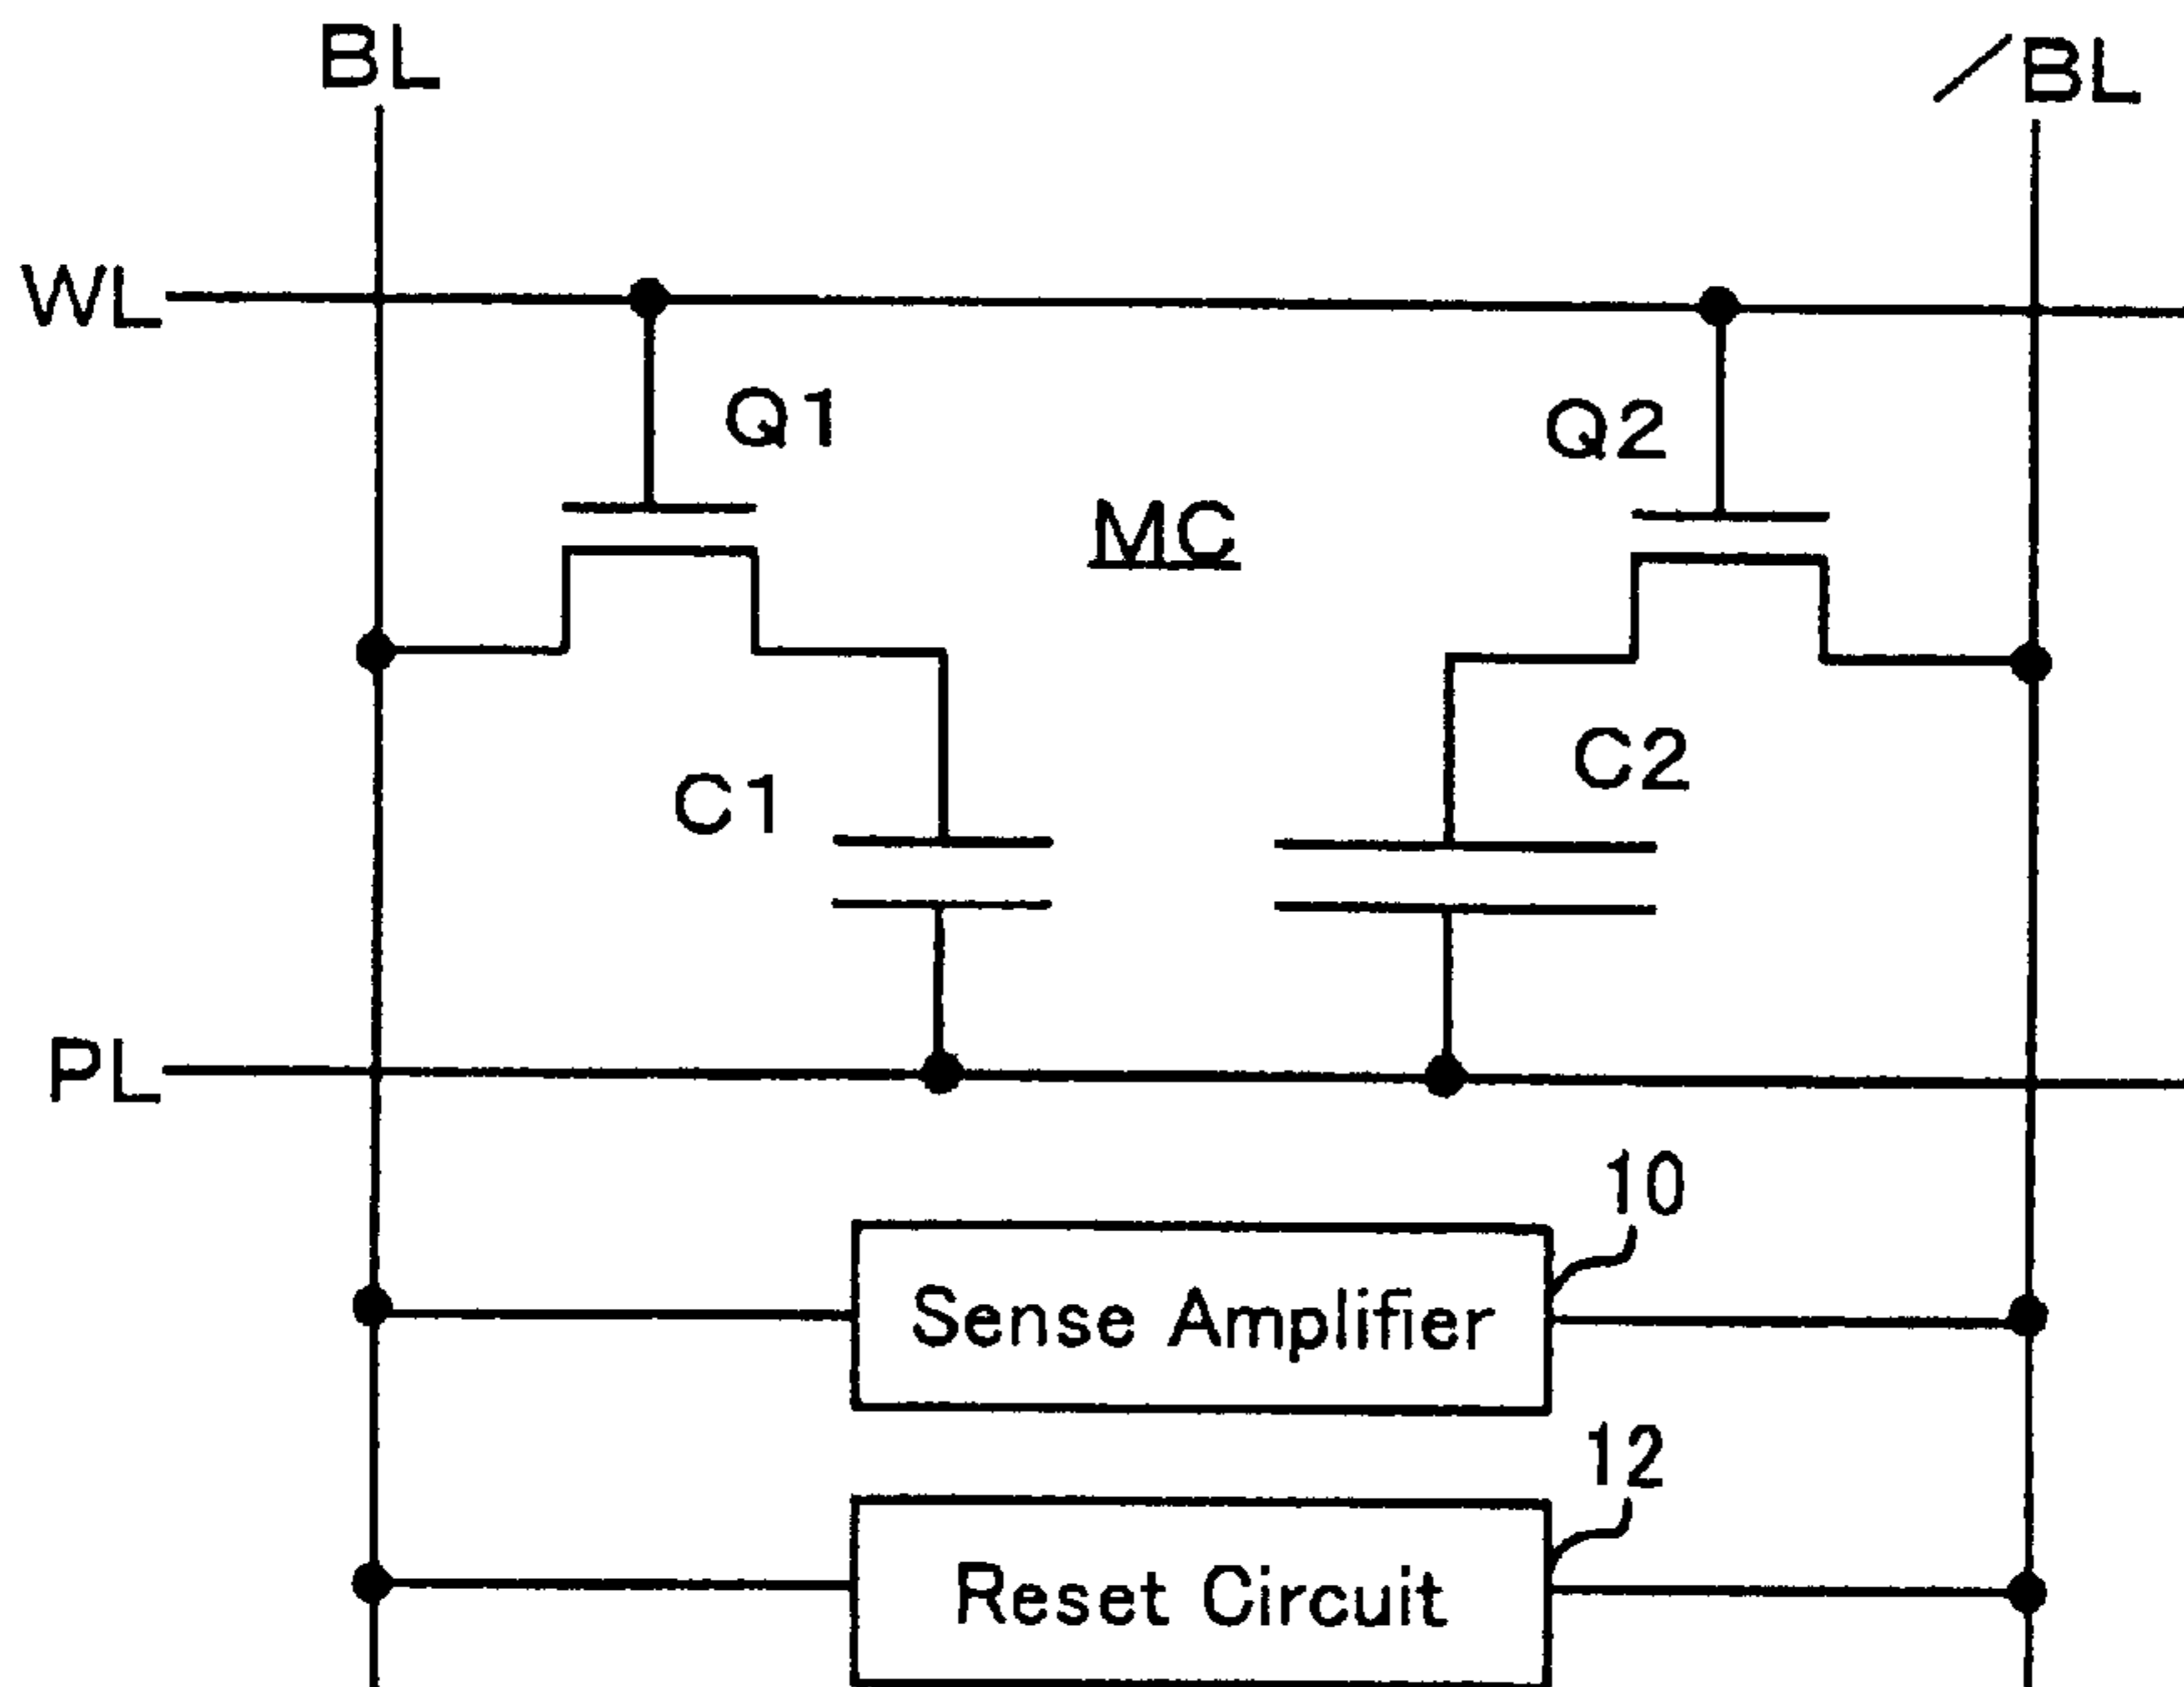 BL
/BL
WL
Q1
Q2
MC
C2
C1
PL
10
Sense Amplifier
12
Reset Circuit